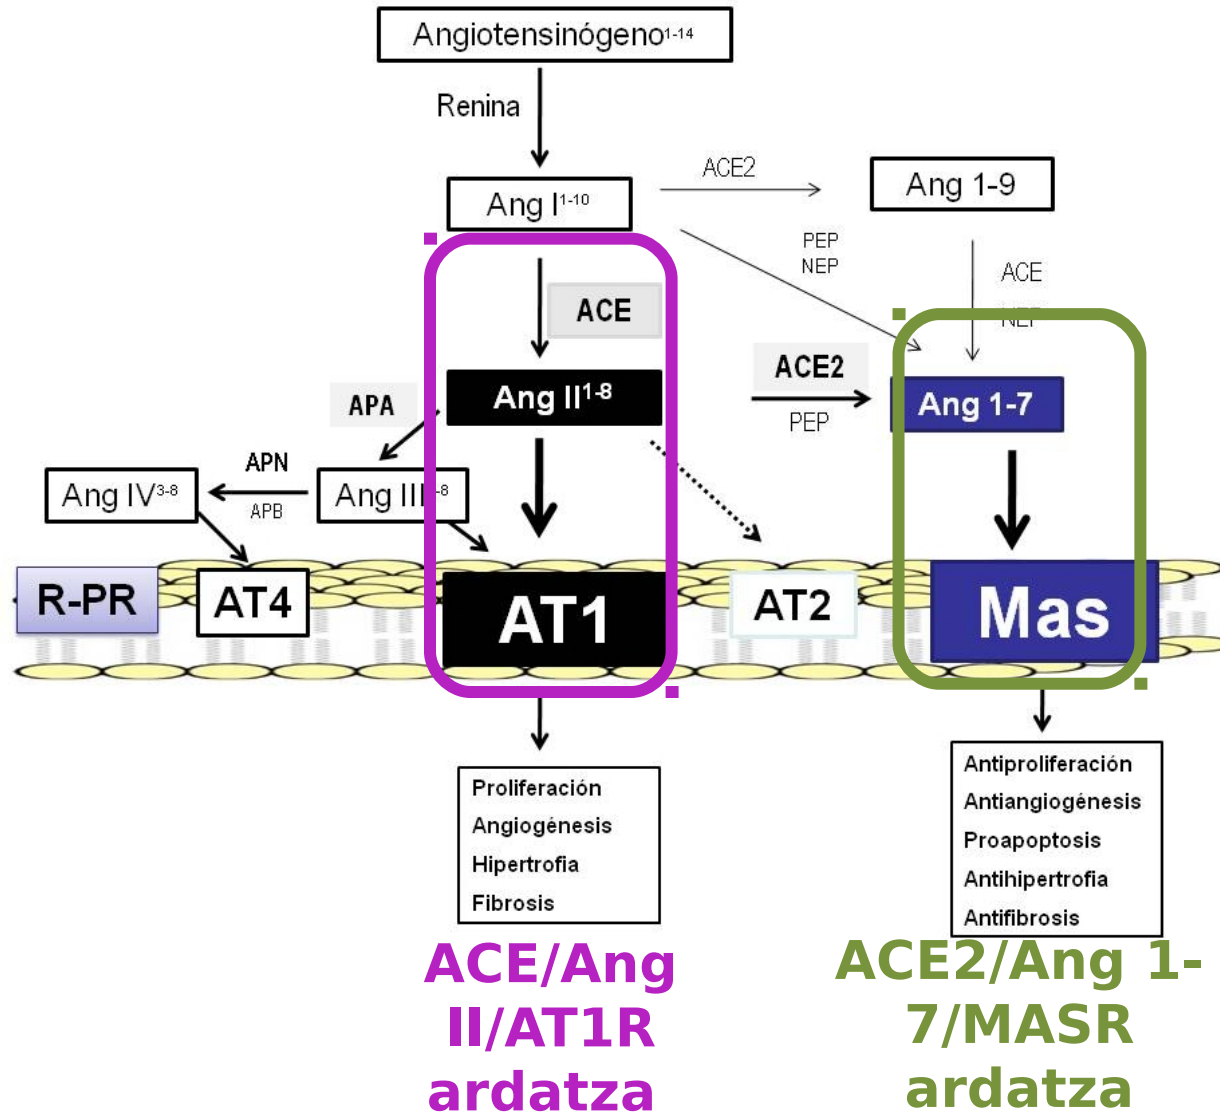 Angiotensinógeno1-14
Renina
Ang I1-10
ACE2
Ang 1-9
PEP
NEP
ACE
NEP
ACE
ACE2
PEP
Ang II1-8
Ang 1-7
APA
APN
APB
Ang IV3-8
Ang III -8
R-PR
AT4
AT1
AT2
Mas
Proliferación
Angiogénesis
Hipertrofia
Fibrosis
Antiproliferación
Antiangiogénesis
Proapoptosis
Antihipertrofia
Antifibrosis
ACE/Ang
II/AT1R
ardatza
ACE2/Ang 1-
7/MASR
ardatza